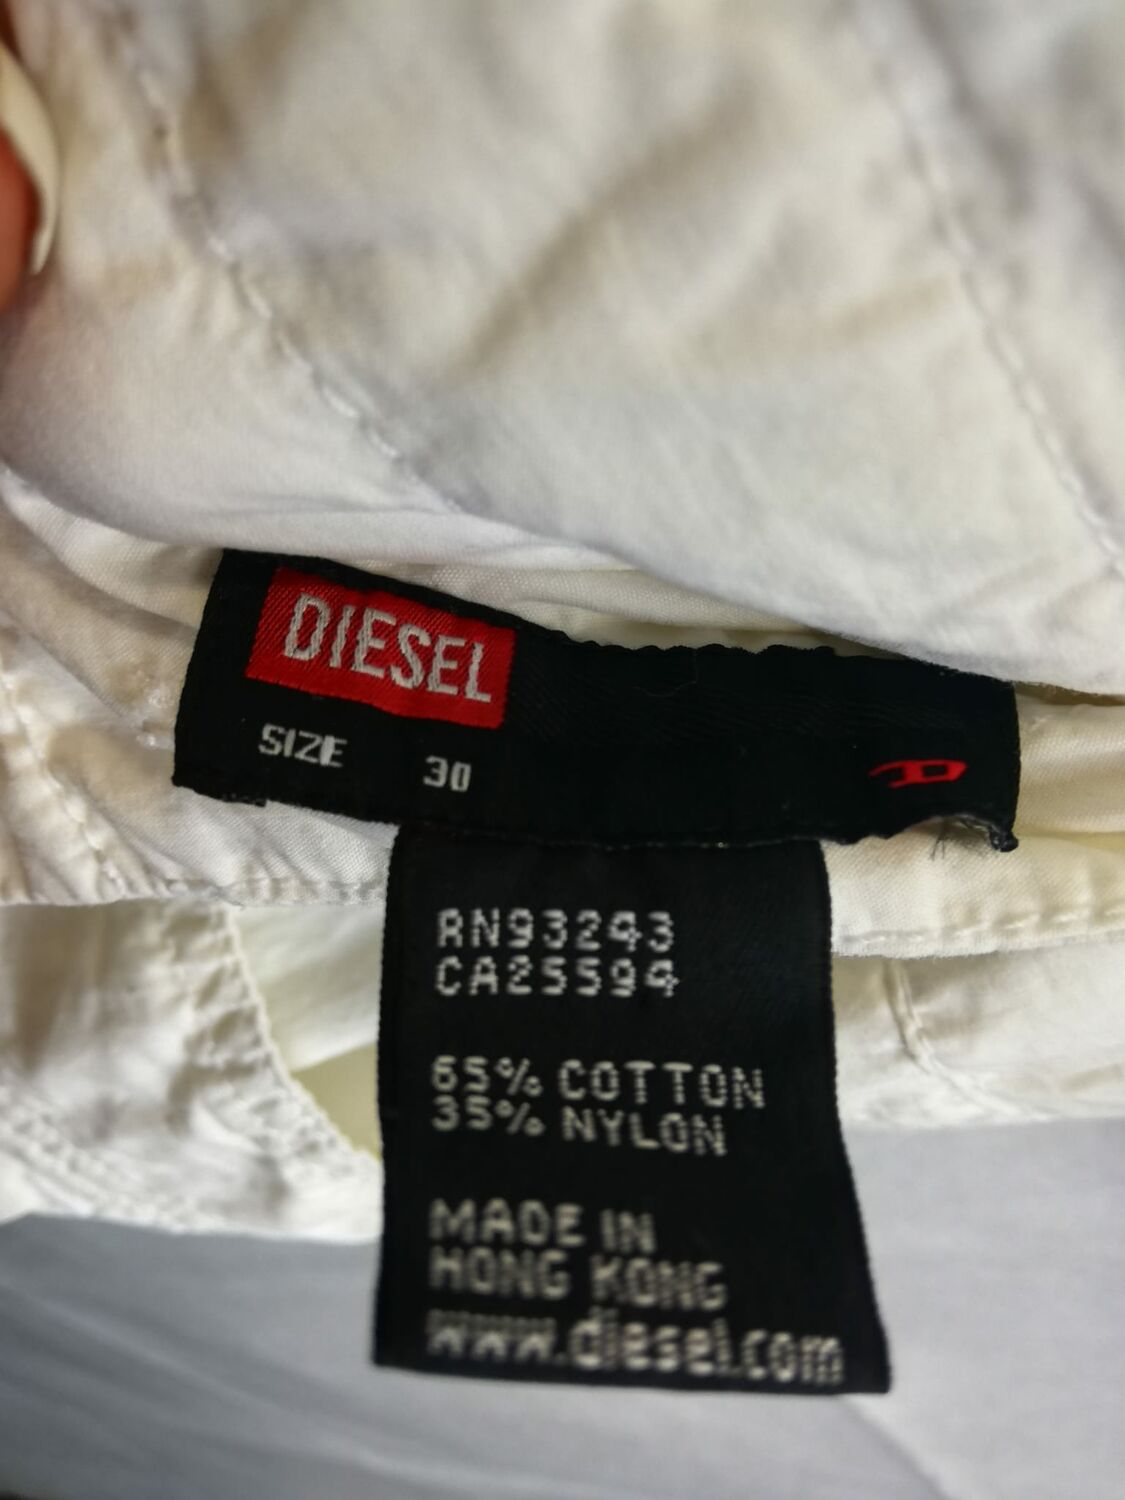 DIESEL
SIZE 30
RN93243
CA25594
65% COTTON
35% NYLON
MADE IN
HONG KONG
www.diesel.com